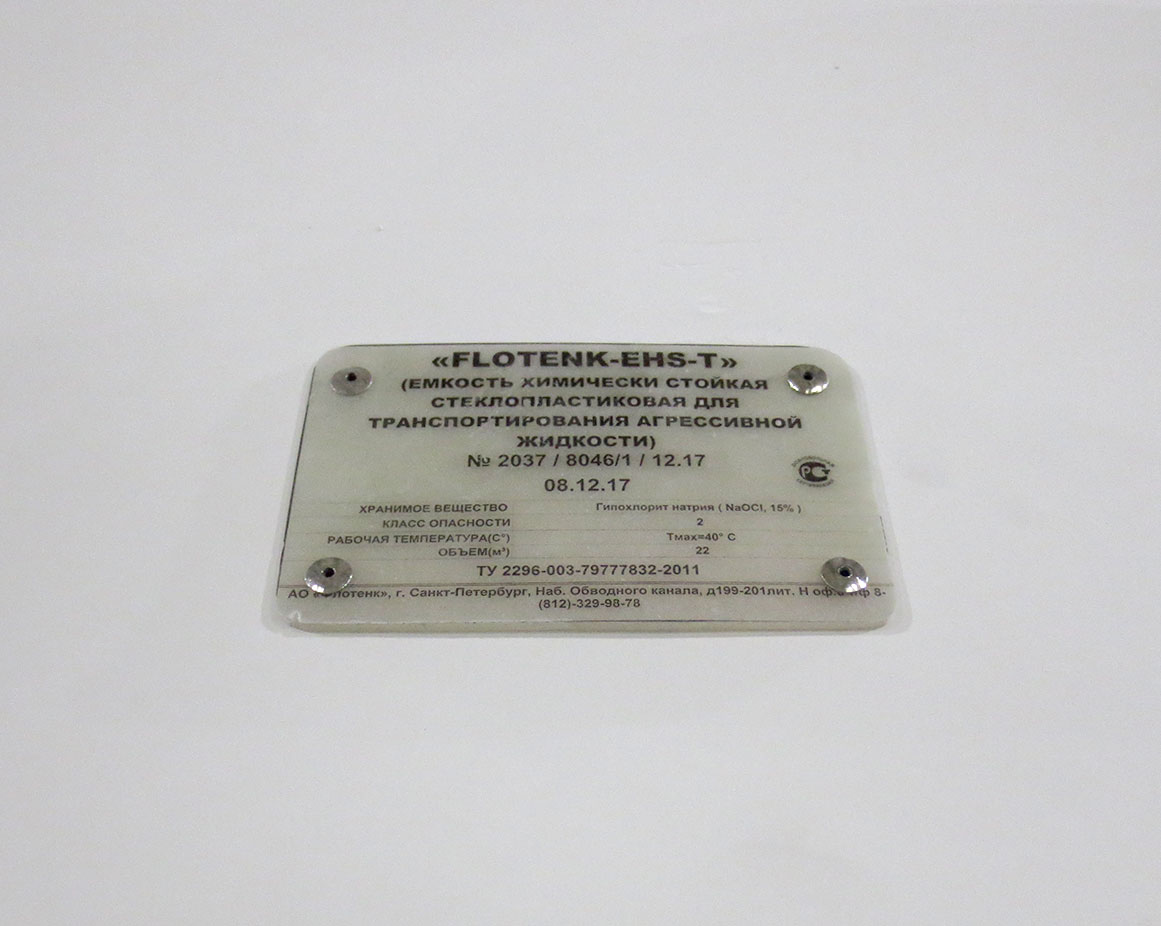 «FLOTENK-EHS-T»
(ЕМКОСТЬ ХИМИЧЕСКИ СТОЙКАЯ
СТЕКЛОПЛАСТИКОВАЯ ДЛЯ
ТРАНСПОРТИРОВАНИЯ АГРЕССИВНОЙ
ЖИДКОСТИ)
№ 2037 / 8046/1 / 12.17
08.12.17
ХРАНИМОЕ ВЕЩЕСТВО Гипохлорит натрия ( NaOCl, 15% )
КЛАСС ОПАСНОСТИ 2
РАБОЧАЯ ТЕМПЕРАТУРА(С°) Тмах=40° С
ОБЪЕМ(м³) 22
ТУ 2296-003-79777832-2011
АО «Флотенк», г. Санкт-Петербург, Наб. Обводного канала, д199-201лит. Н 8-
(812)-329-98-78